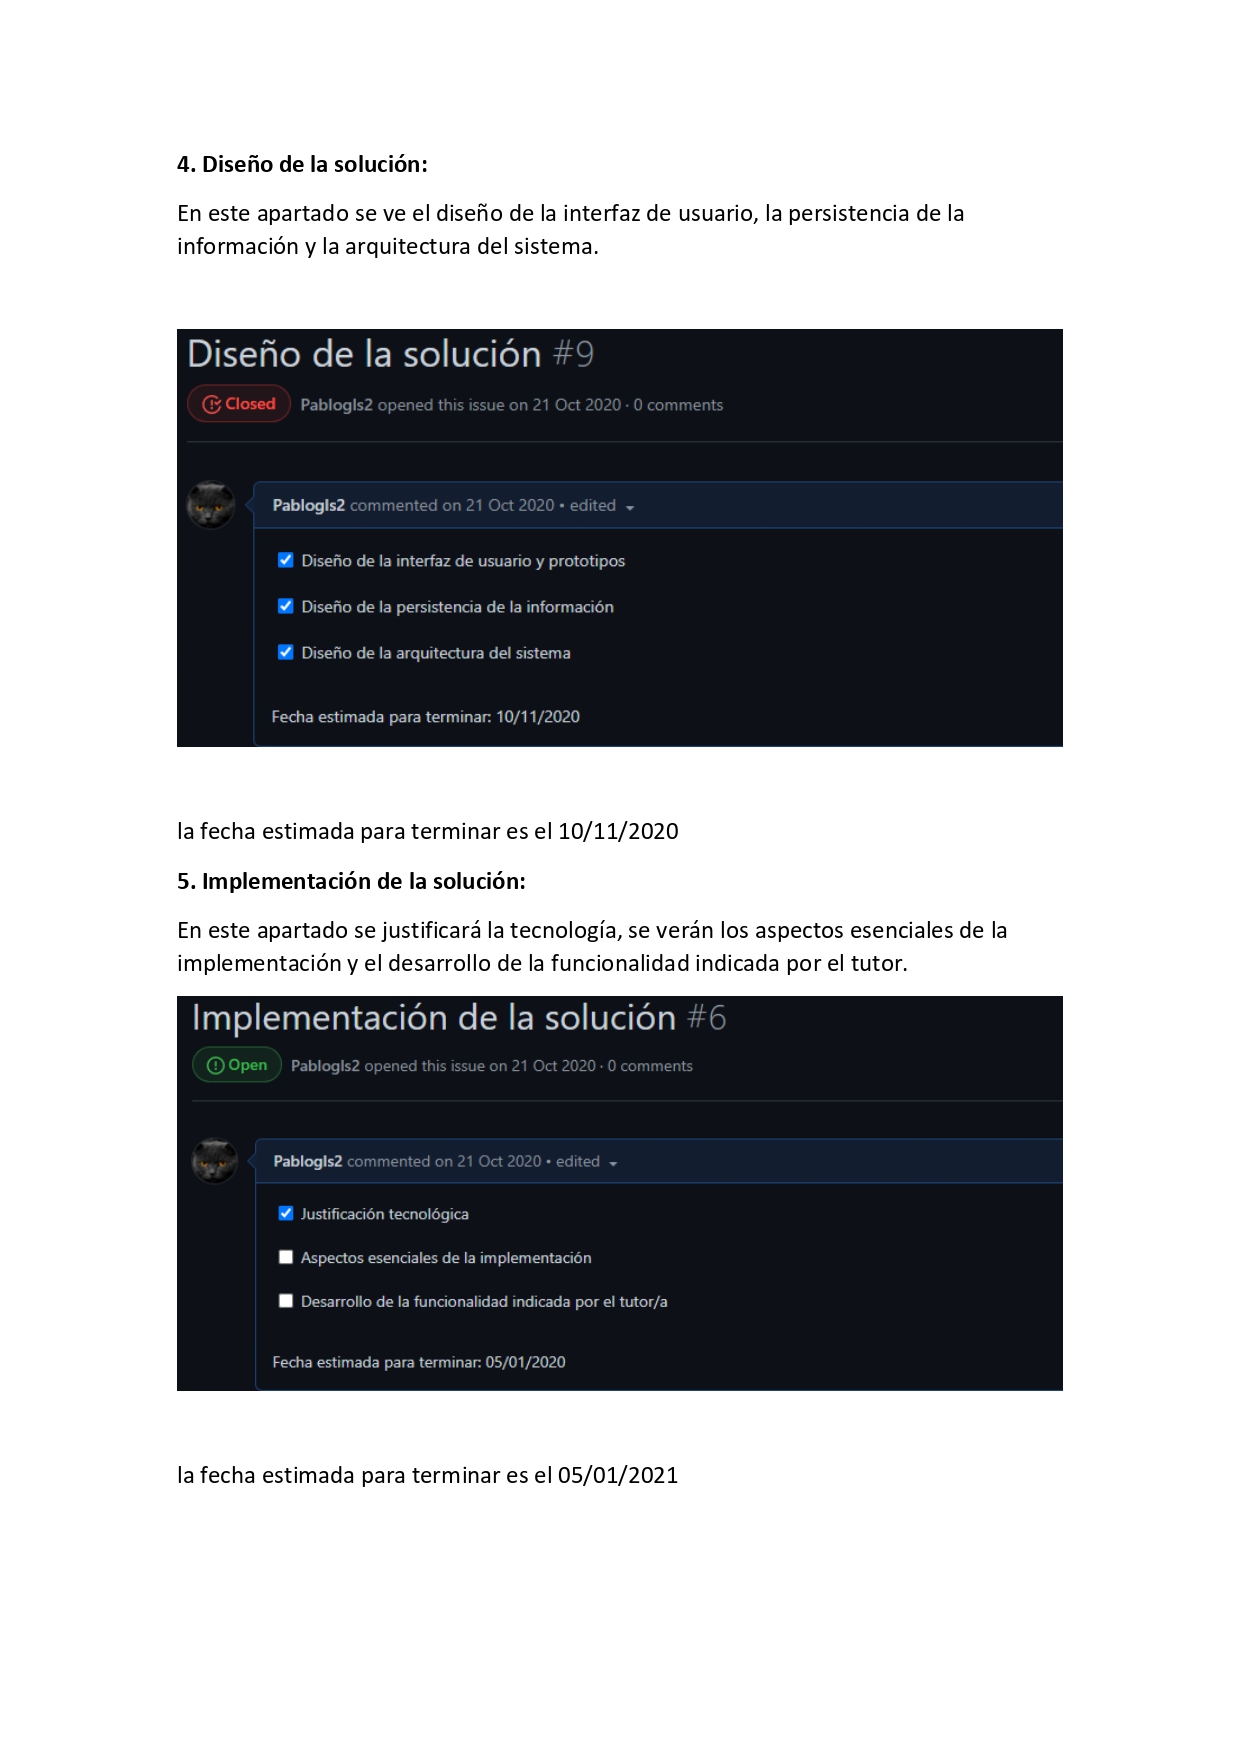 4. Diseño de la solución:
En este apartado se ve el diseño de la interfaz de usuario, la persistencia de la
información y la arquitectura del sistema.
Diseño de la solución #9
Closed Pablogls2 opened this issue on 21 Oct 2020 · 0 comments
Pablogls2 commented on 21 Oct 2020 • edited
Diseño de la interfaz de usuario y prototipos
Diseño de la persistencia de la información
Diseño de la arquitectura del sistema
Fecha estimada para terminar: 10/11/2020
la fecha estimada para terminar es el 10/11/2020
5. Implementación de la solución:
En este apartado se justificará la tecnología, se verán los aspectos esenciales de la
implementación y el desarrollo de la funcionalidad indicada por el tutor.
Implementación de la solución #6
Open Pablogls2 opened this issue on 21 Oct 2020 · 0 comments
Pablogls2 commented on 21 Oct 2020 • edited
Justificación tecnológica
Aspectos esenciales de la implementación
Desarrollo de la funcionalidad indicada por el tutor/a
Fecha estimada para terminar: 05/01/2020
la fecha estimada para terminar es el 05/01/2021